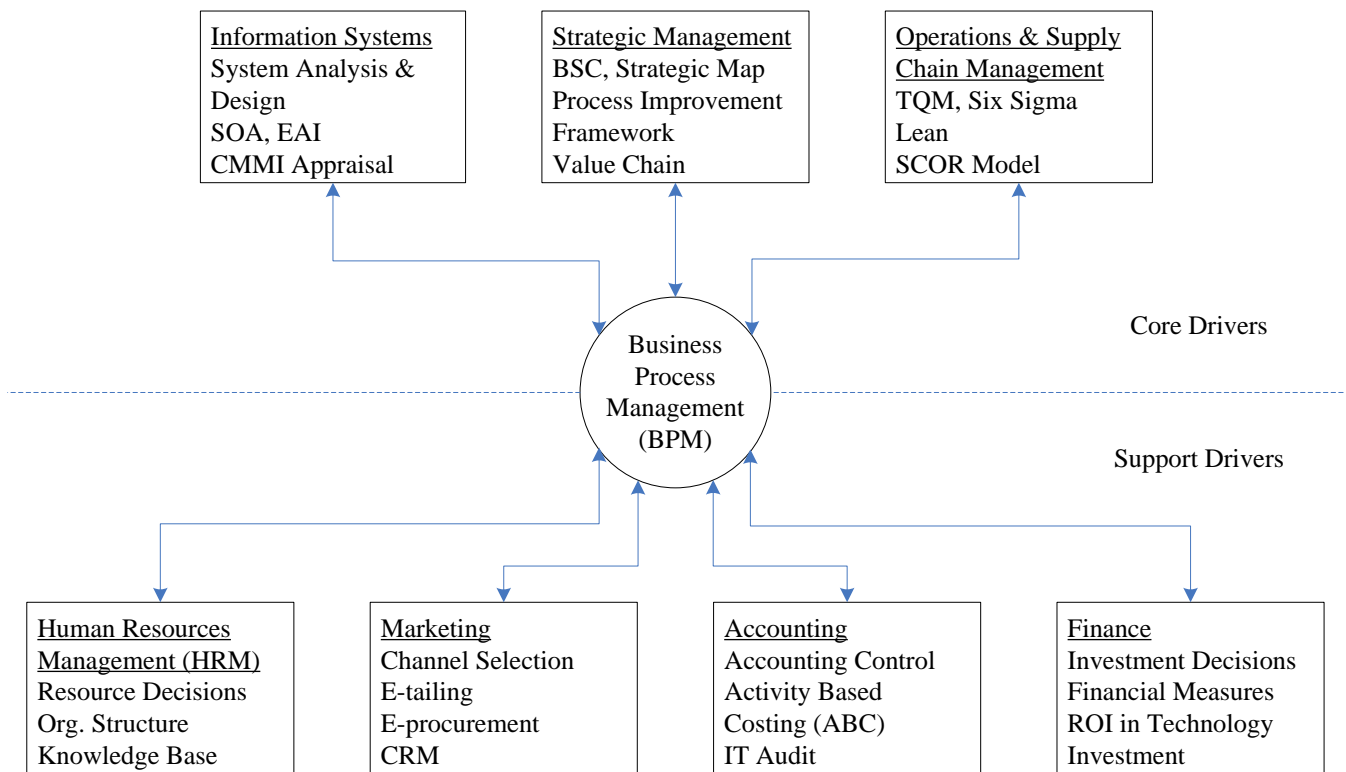 Information Systems
System Analysis &
Design
SOA, EAI
CMMI Appraisal
Strategic Management
BSC, Strategic Map
Process Improvement
Framework
Value Chain
Operations & Supply
Chain Management
TQM, Six Sigma
Lean
SCOR Model
Business
Process
Management
(BPM)
Core Drivers
Support Drivers
Human Resources
Management (HRM)
Resource Decisions
Org. Structure
Knowledge Base
Marketing
Channel Selection
E-tailing
E-procurement
CRM
Accounting
Accounting Control
Activity Based
Costing (ABC)
IT Audit
Finance
Investment Decisions
Financial Measures
ROI in Technology
Investment